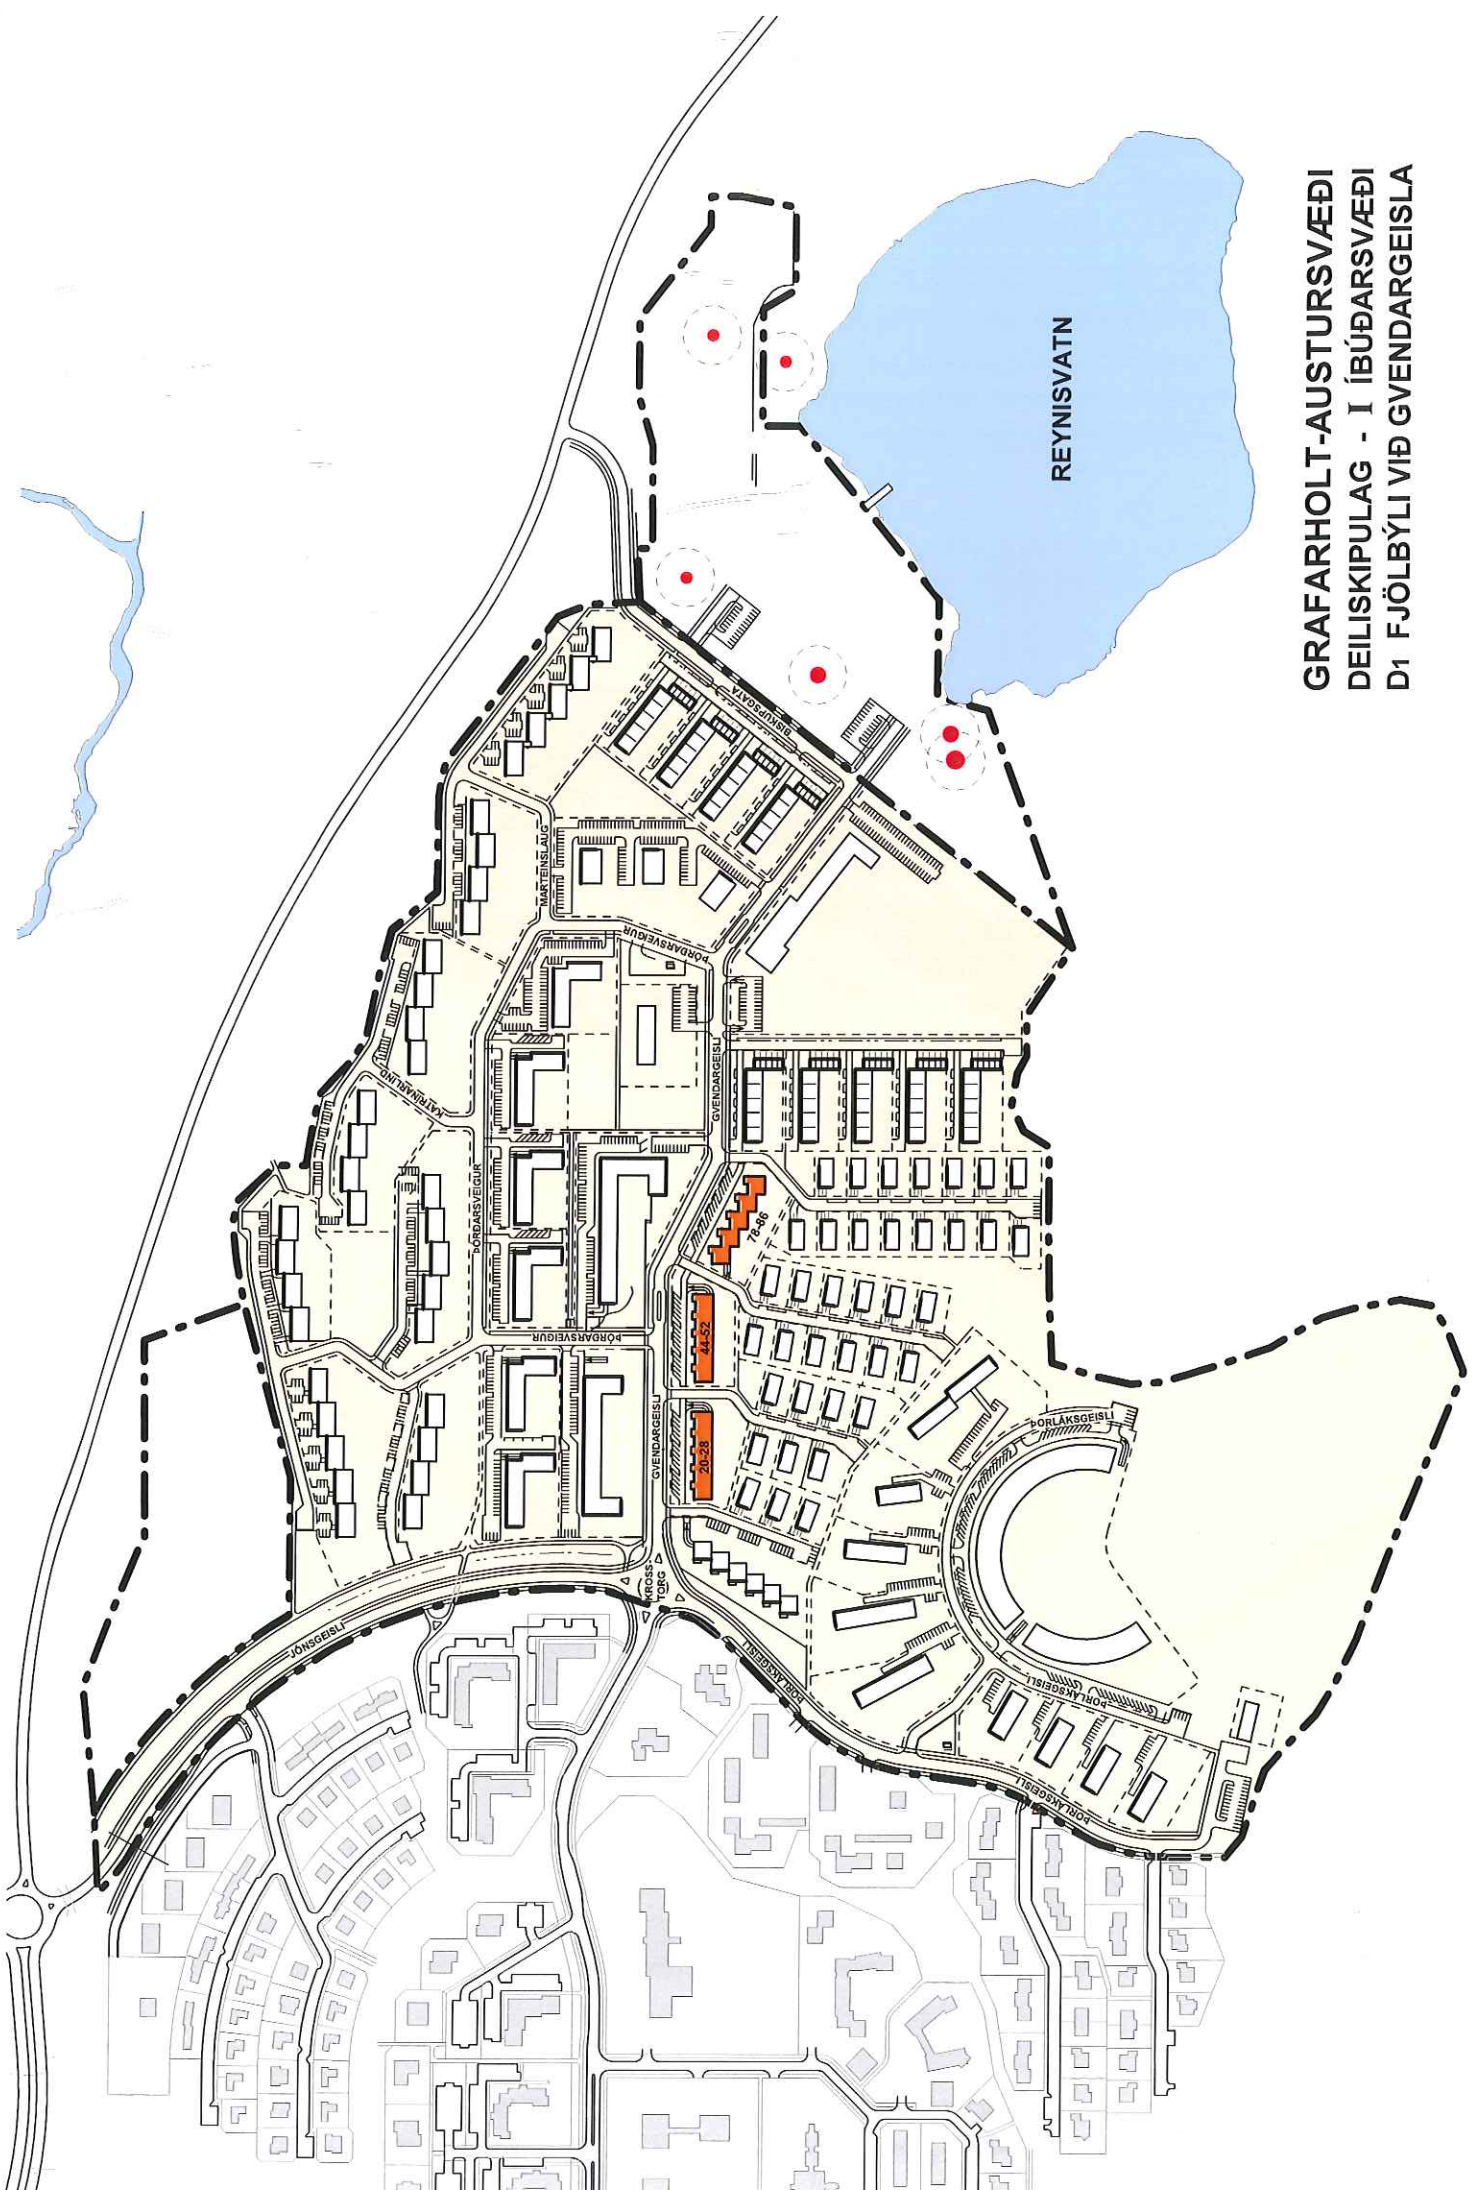 GRAFARHOLT-AUSTURSVÆÐI
DEILISKIPULAG - I ÍBÚÐARSVÆÐI
D1 FJÖLBÝLI VIÐ GVENDARGEISLA
REYNISVATN
BISKUPSGATA
MARTEINSLAUG
ÞÓRÐARSVEIGUR
KATRÍNARLIND
GVENDARGEISLI
ÞÓRÐARSVEIGUR
78-86
ÞÓRÐARSVEIGUR
44-52
GVENDARGEISLI
20-28
ÞORLÁKSGEISLI
KROSS
TORG
JÓNSGEISLI
ÞORLÁKSGEISLI
ÞORLÁKSGEISLI
ÞORLÁKSGEISLI